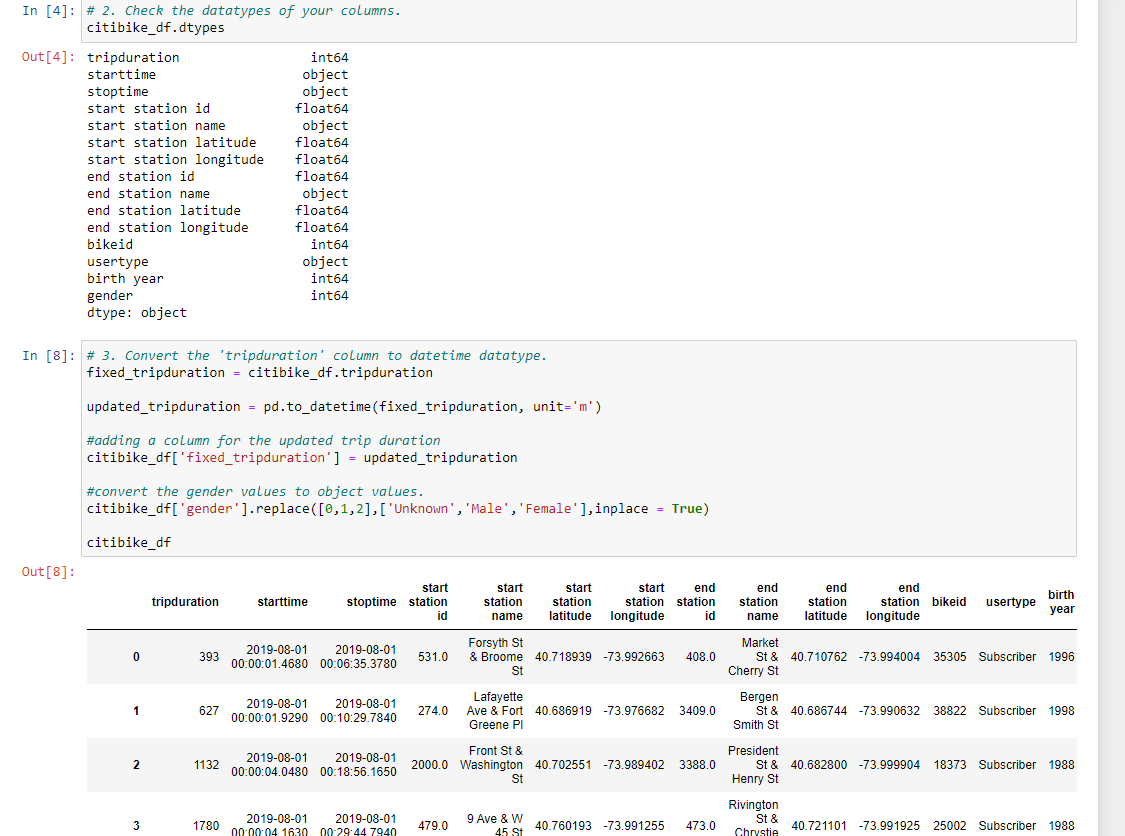 In [4]: # 2. Check the datatypes of your columns.
citibike_df.dtypes
Out[4]: tripduration int64
starttime object
stoptime object
start station id float64
start station name object
start station latitude float64
start station longitude float64
end station id float64
end station name object
end station latitude float64
end station longitude float64
bikeid int64
usertype object
birth year int64
gender int64
dtype: object
In [8]: # 3. Convert the 'tripduration' column to datetime datatype.
fixed_tripduration = citibike_df.tripduration
updated_tripduration = pd.to_datetime(fixed_tripduration, unit='m')
#adding a column for the updated trip duration
citibike_df['fixed_tripduration'] = updated_tripduration
#convert the gender values to object values.
citibike_df['gender'].replace([0,1,2],['Unknown','Male','Female'],inplace = True)
citibike_df
Out[8]:
tripduration starttime stoptime start station id start station name start station latitude start station longitude end station id end station name end station latitude end station longitude bikeid usertype birth year
0 393 2019-08-01 00:00:01.4680 2019-08-01 00:06:35.3780 531.0 Forsyth St & Broome St 40.718939 -73.992663 408.0 Market St & Cherry St 40.710762 -73.994004 35305 Subscriber 1996
1 627 2019-08-01 00:00:01.9290 2019-08-01 00:10:29.7840 274.0 Lafayette Ave & Fort Greene Pl 40.686919 -73.976682 3409.0 Bergen St & Smith St 40.686744 -73.990632 38822 Subscriber 1998
2 1132 2019-08-01 00:00:04.0480 2019-08-01 00:18:56.1650 2000.0 Front St & Washington St 40.702551 -73.989402 3388.0 President St & Henry St 40.682800 -73.999904 18373 Subscriber 1988
3 1780 2019-08-01 00:00:04.1630 2019-08-01 00:29:44.7940 479.0 9 Ave & W 45 St 40.760193 -73.991255 473.0 Rivington St & Chrystie 40.721101 -73.991925 25002 Subscriber 1988